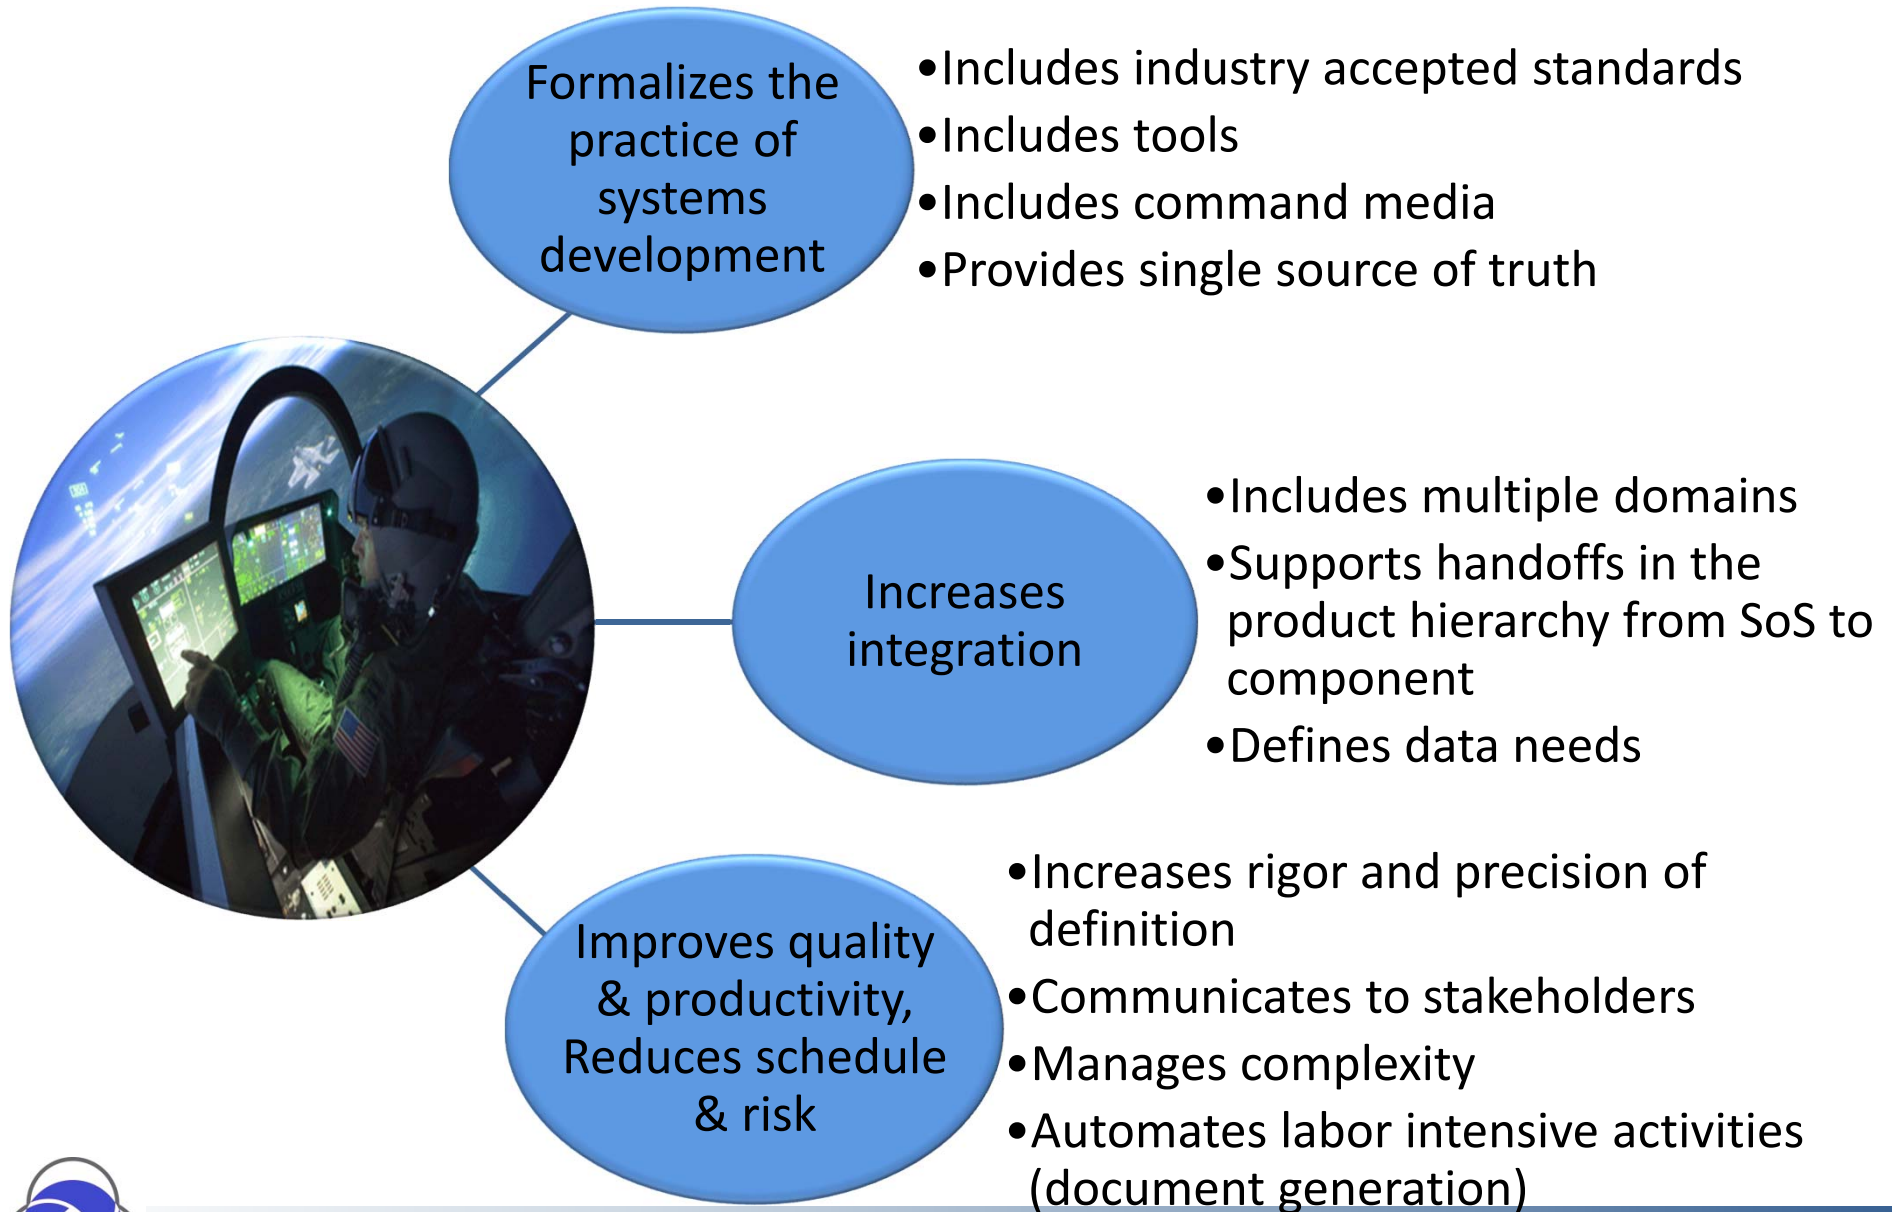 Formalizes the
practice of
systems
development
•Includes industry accepted standards
•Includes tools
•Includes command media
•Provides single source of truth
Increases
integration
•Includes multiple domains
•Supports handoffs in the
product hierarchy from SoS to
component
•Defines data needs
Improves quality
& productivity,
Reduces schedule
& risk
•Increases rigor and precision of
definition
•Communicates to stakeholders
•Manages complexity
•Automates labor intensive activities
(document generation)